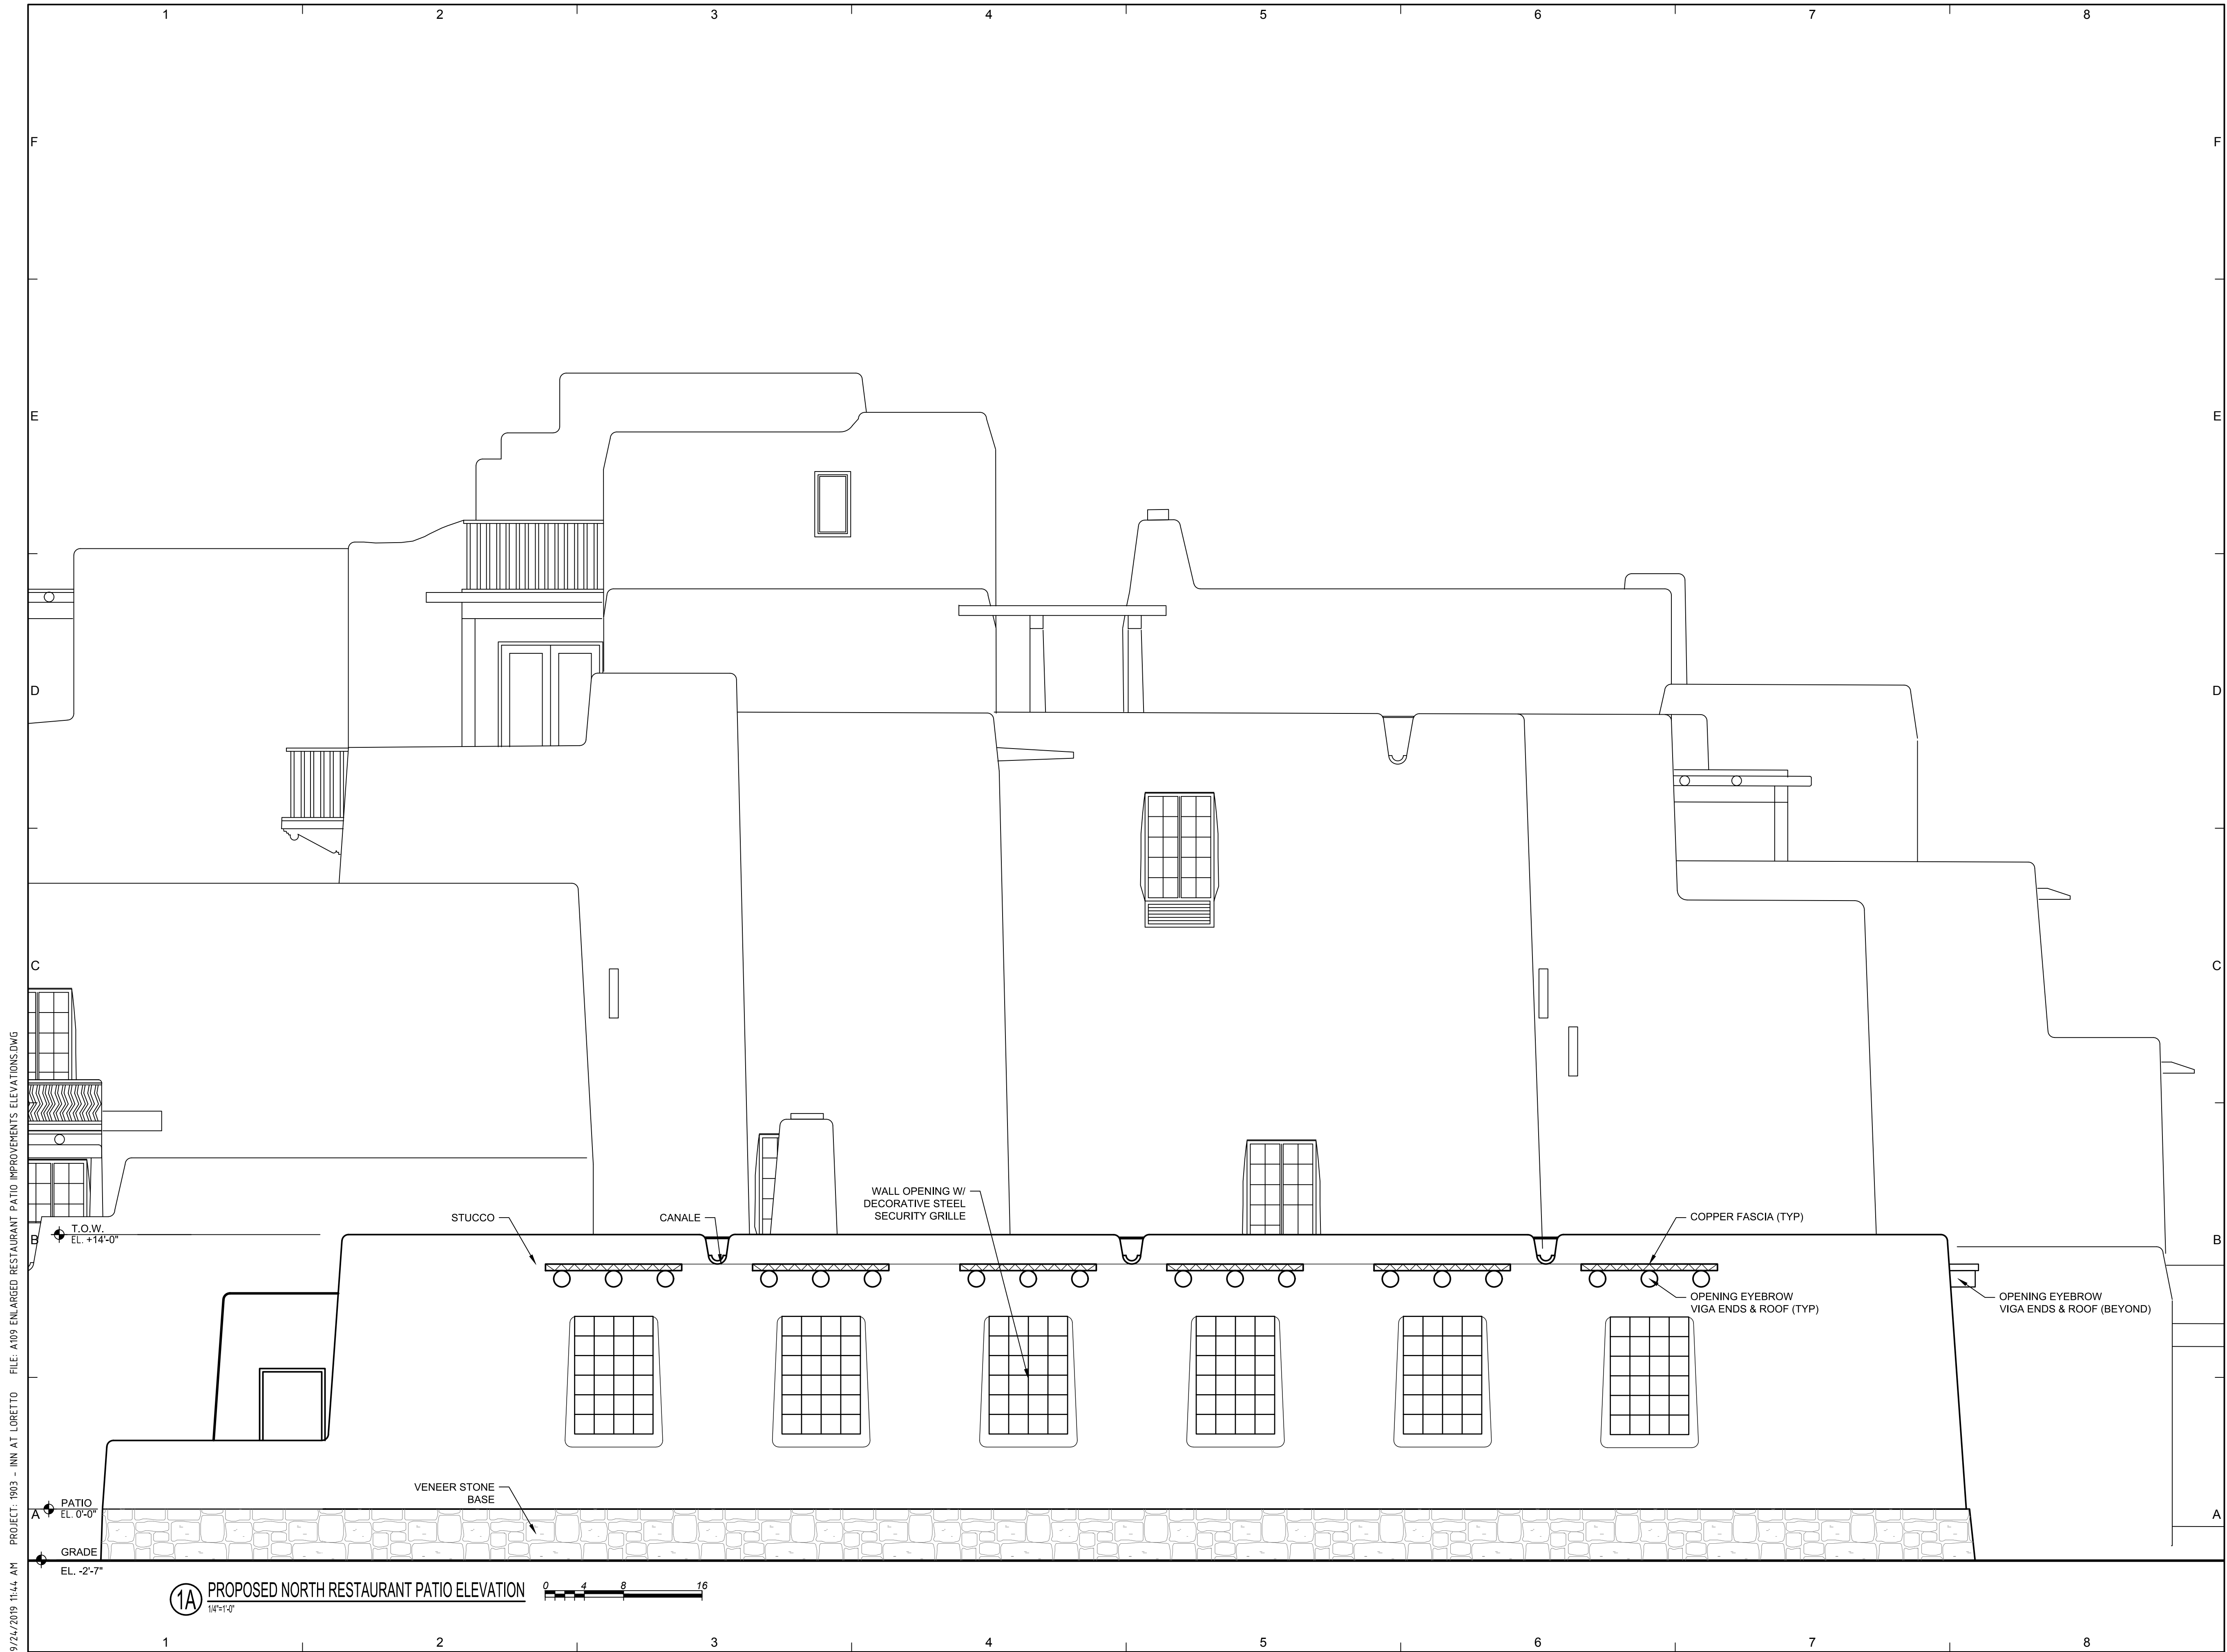 1 2 3 4 5 6 7 8
F F
E E
D D
C C
WALL OPENING W/
DECORATIVE STEEL
SECURITY GRILLE
STUCCO
CANALE
COPPER FASCIA (TYP)
T.O.W.
EL. +14'-0"
B B
OPENING EYEBROW
VIGA ENDS & ROOF (TYP)
OPENING EYEBROW
VIGA ENDS & ROOF (BEYOND)
VENEER STONE
BASE
PATIO
EL. 0'-0"
A A
GRADE
EL. -2'-7"
1A PROPOSED NORTH RESTAURANT PATIO ELEVATION
1/4"=1'-0"
0 4 8 16
1 2 3 4 5 6 7 8
9/24/2019 11:44 AM PROJECT: 1903 - INN AT LORETTO FILE: A109 ENLARGED RESTAURANT PATIO IMPROVEMENTS ELEVATIONS.DWG